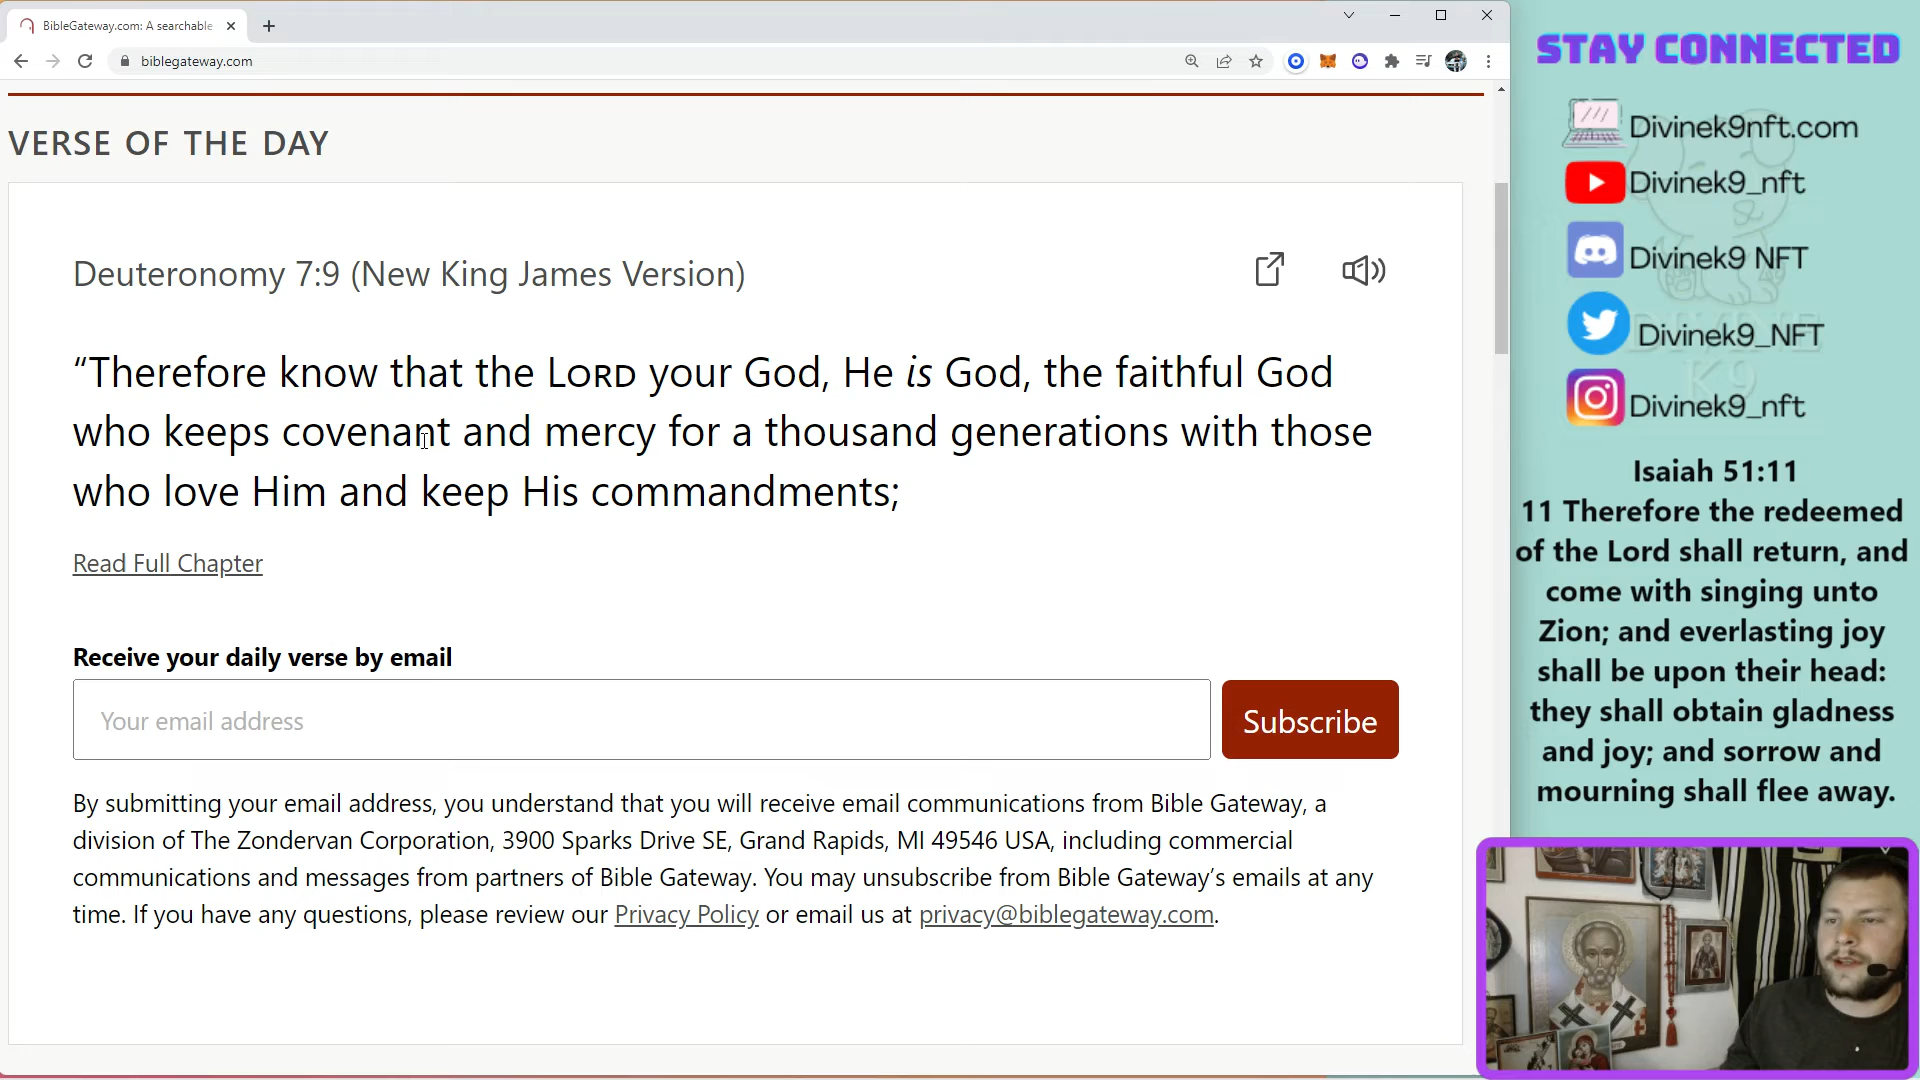 BibleGateway.com: A searchable
biblegateway.com
VERSE OF THE DAY
Deuteronomy 7:9 (New King James Version)
“Therefore know that the LORD your God, He is God, the faithful God
who keeps covenant and mercy for a thousand generations with those
who love Him and keep His commandments;
Read Full Chapter
Receive your daily verse by email
Your email address
Subscribe
By submitting your email address, you understand that you will receive email communications from Bible Gateway, a
division of The Zondervan Corporation, 3900 Sparks Drive SE, Grand Rapids, MI 49546 USA, including commercial
communications and messages from partners of Bible Gateway. You may unsubscribe from Bible Gateway’s emails at any
time. If you have any questions, please review our Privacy Policy or email us at privacy@biblegateway.com.
STAY CONNECTED
Divinek9nft.com
Divinek9_nft
Divinek9 NFT
Divinek9_NFT
Divinek9_nft
DIVINE
K9
Isaiah 51:11
11 Therefore the redeemed
of the Lord shall return, and
come with singing unto
Zion; and everlasting joy
shall be upon their head:
they shall obtain gladness
and joy; and sorrow and
mourning shall flee away.